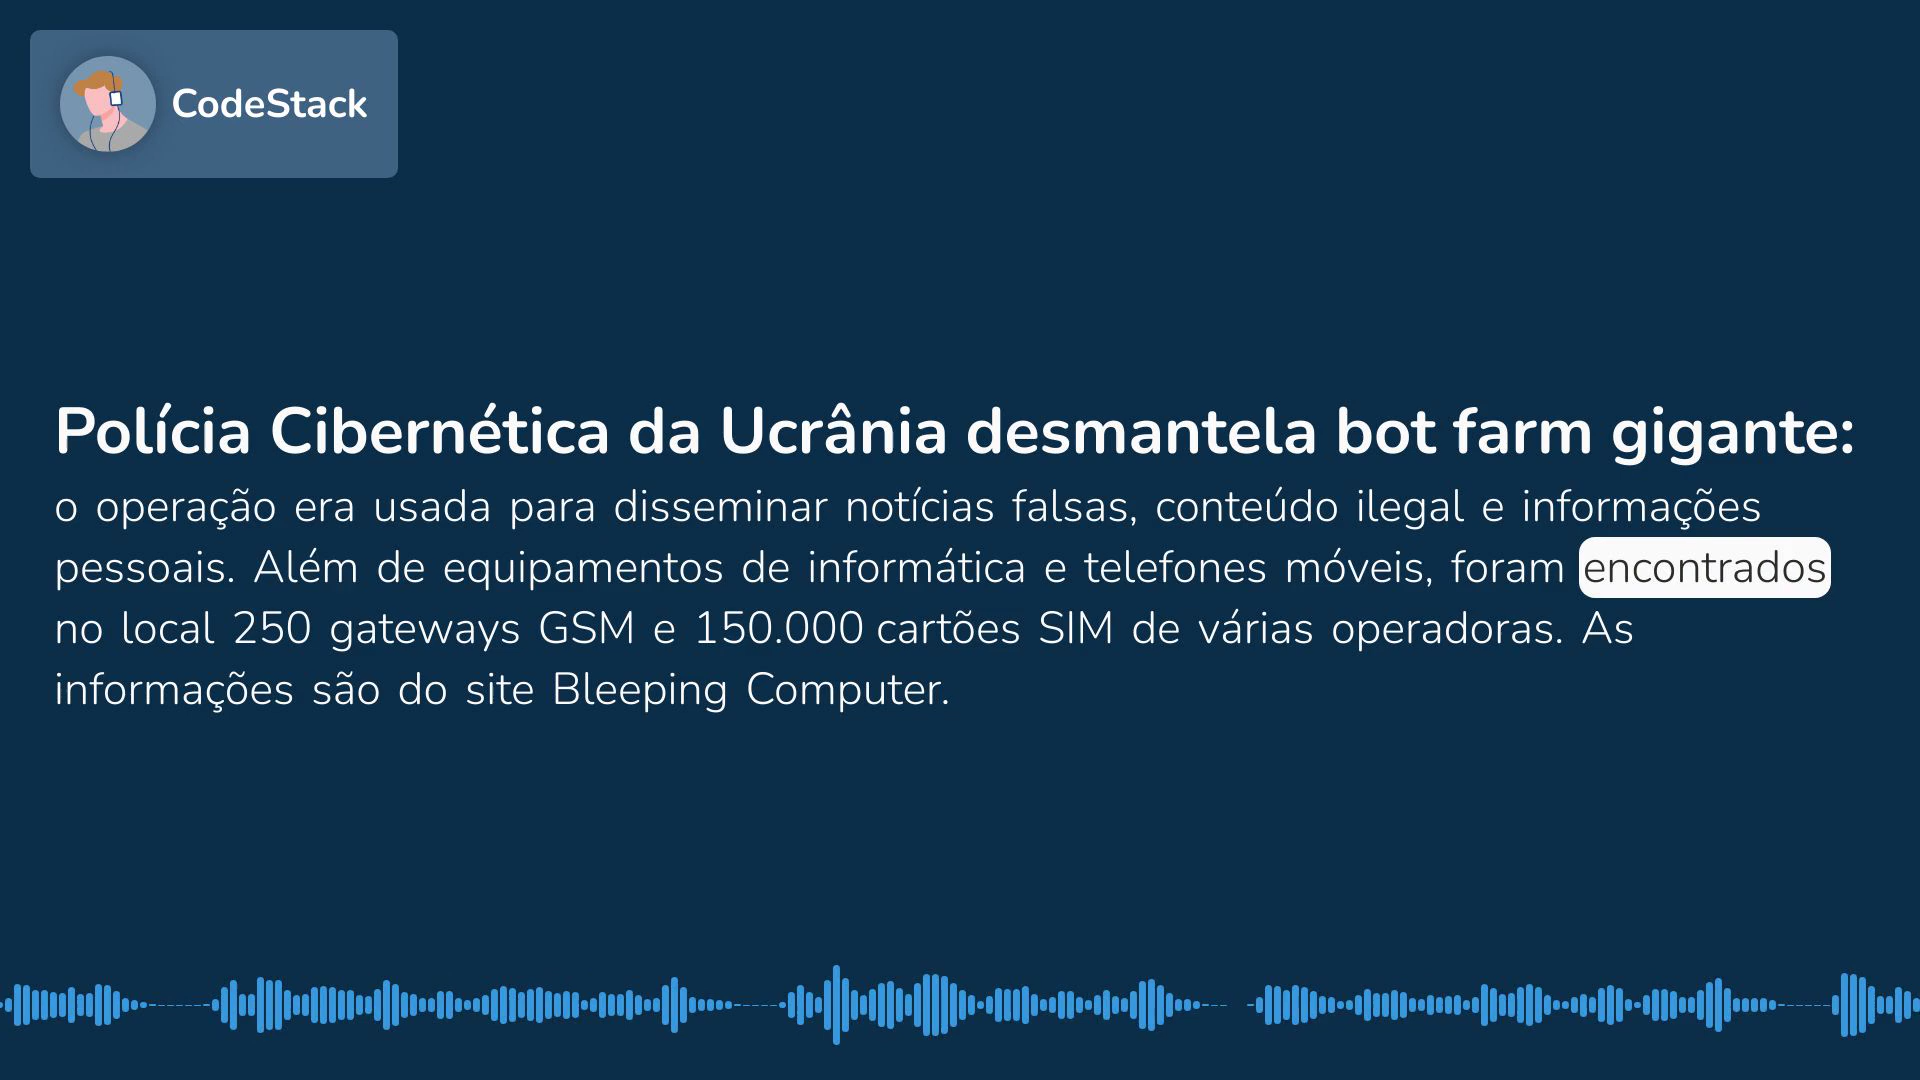 CodeStack
Polícia Cibernética da Ucrânia desmantela bot farm gigante:
o operação era usada para disseminar notícias falsas, conteúdo ilegal e informações
pessoais. Além de equipamentos de informática e telefones móveis, foram encontrados
no local 250 gateways GSM e 150.000 cartões SIM de várias operadoras. As
informações são do site Bleeping Computer.